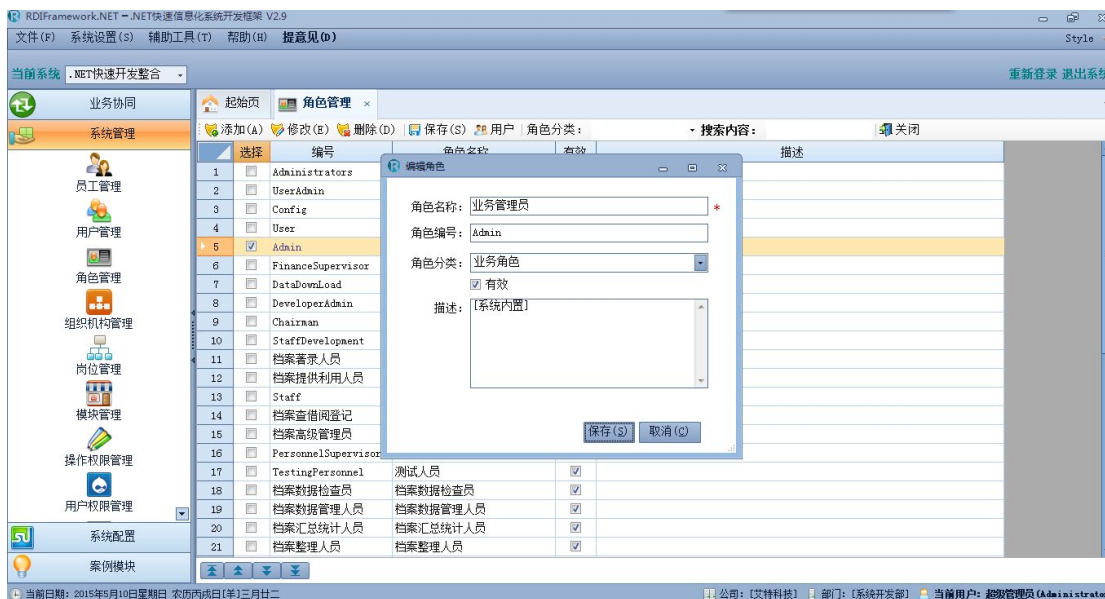 RDIFramework.NET -.NET快速信息化系统开发框架 V2.9
文件(F) 系统设置(S) 辅助工具(T) 帮助(H) 提意见(D) Style
当前系统 .NET快速开发整合 重新登录 退出系统
业务协同
系统管理
员工管理
用户管理
角色管理
组织机构管理
岗位管理
模块管理
操作权限管理
用户权限管理
系统配置
案例模块
起始页 角色管理 ×
添加(A) 修改(E) 删除(D) 保存(S) 用户 角色分类: 搜索内容: 关闭
选择 编号 角色名称 有效 描述
1 Administrators
2 UserAdmin
3 Config
4 User
5 Admin
6 FinanceSupervisor
7 DataDownLoad
8 DeveloperAdmin
9 Chairman
10 StaffDevelopment
11 档案著录人员
12 档案提供利用人员
13 Staff
14 档案查借阅登记
15 档案高级管理员
16 PersonnelSupervisor
17 TestingPersonnel 测试人员
18 档案数据检查员 档案数据检查员
19 档案数据管理人员 档案数据管理人员
20 档案汇总统计人员 档案汇总统计人员
21 档案整理人员 档案整理人员
编辑角色
角色名称: 业务管理员 *
角色编号: Admin
角色分类: 业务角色
有效
描述: [系统内置]
保存(S) 取消(C)
当前日期: 2015年5月10日星期日 农历丙戌日[羊]三月廿二 公司: [艾特科技] 部门: [系统开发部] 当前用户: 超级管理员(Administrator